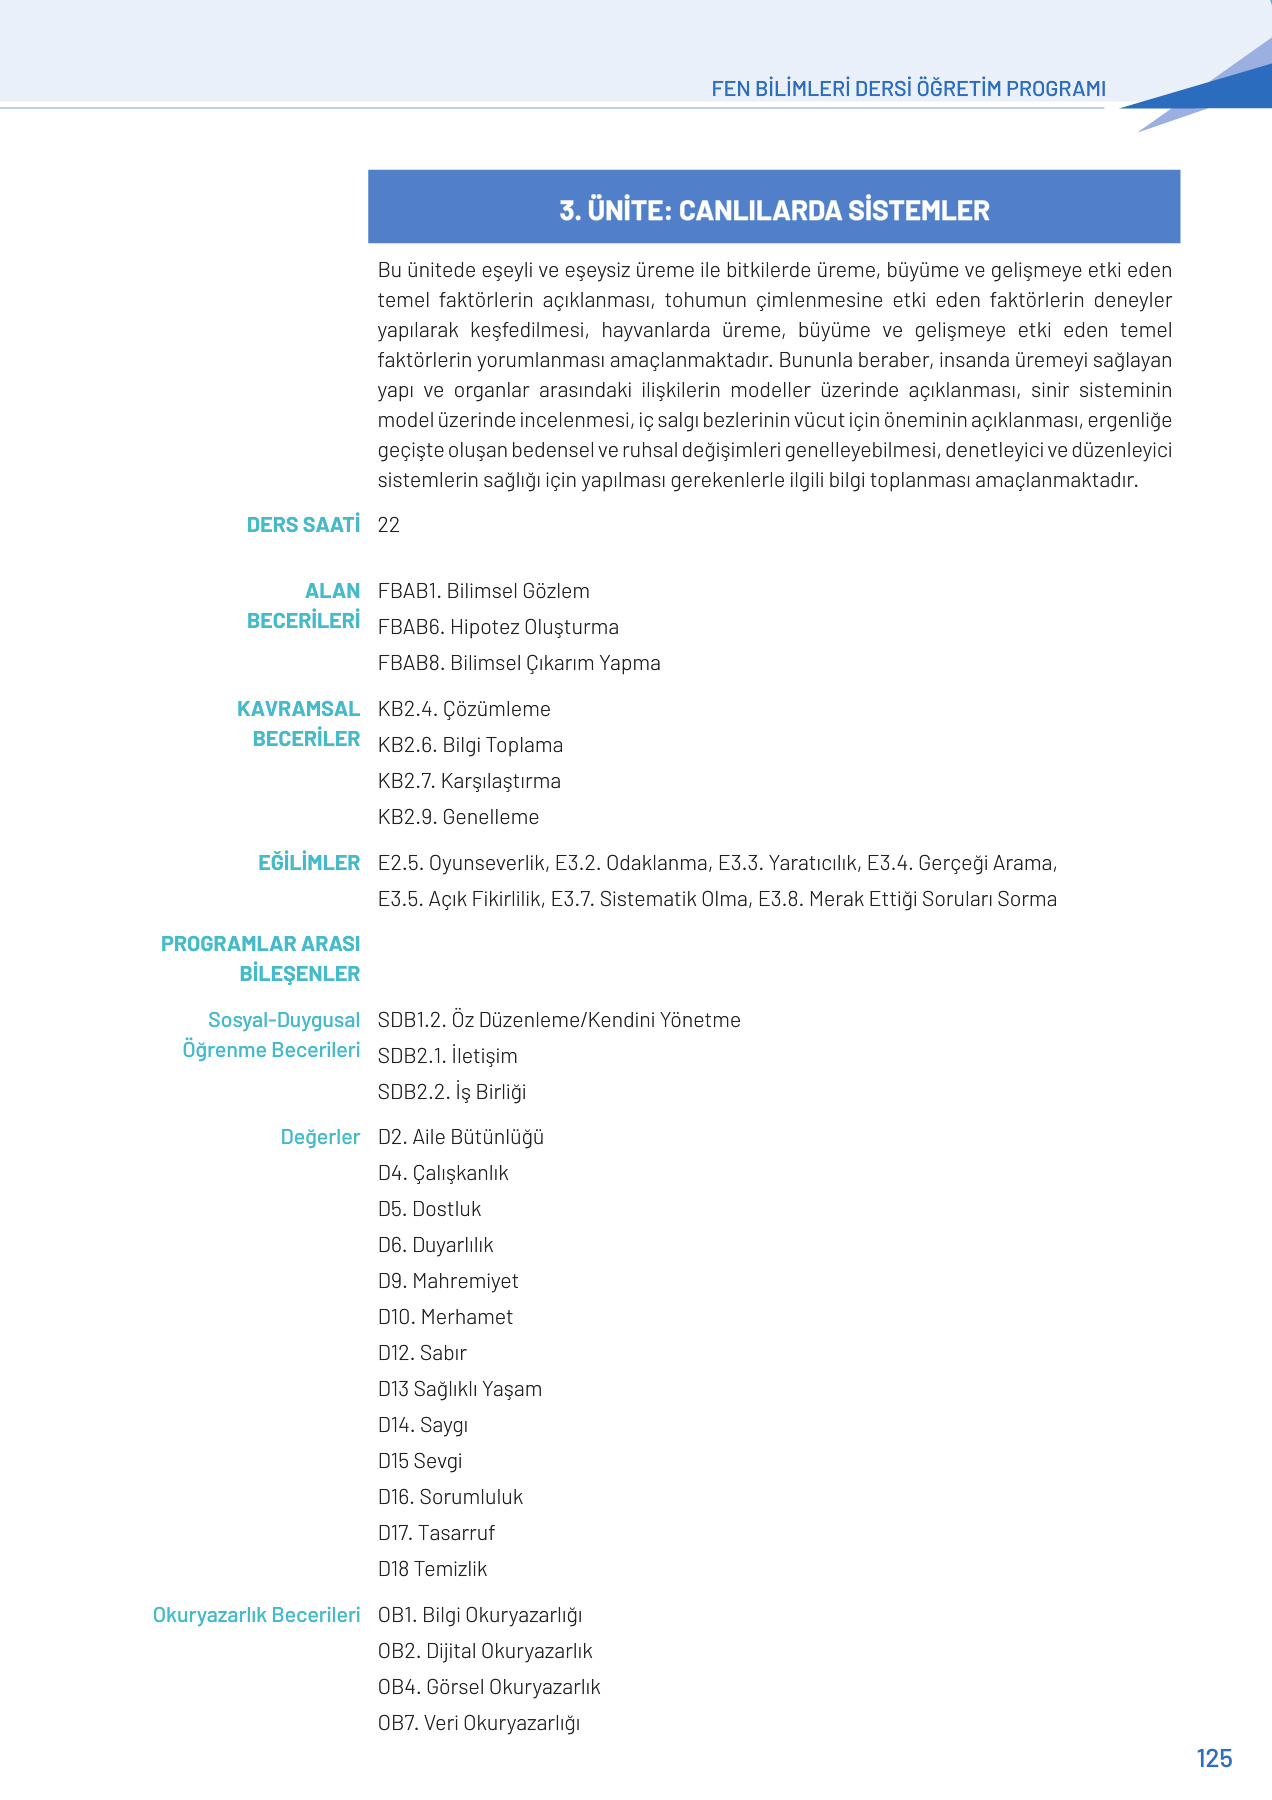 FEN BİLİMLERİ DERSİ ÖĞRETİM PROGRAMI
3. ÜNİTE: CANLILARDA SİSTEMLER
Bu ünitede eşeyli ve eşeysiz üreme ile bitkilerde üreme, büyüme ve gelişmeye etki eden
temel faktörlerin açıklanması, tohumun çimlenmesine etki eden faktörlerin deneyler
yapılarak keşfedilmesi, hayvanlarda üreme, büyüme ve gelişmeye etki eden temel
faktörlerin yorumlanması amaçlanmaktadır. Bununla beraber, insanda üremeyi sağlayan
yapı ve organlar arasındaki ilişkilerin modeller üzerinde açıklanması, sinir sisteminin
model üzerinde incelenmesi, iç salgı bezlerinin vücut için öneminin açıklanması, ergenliğe
geçişte oluşan bedensel ve ruhsal değişimleri genelleyebilmesi, denetleyici ve düzenleyici
sistemlerin sağlığı için yapılması gerekenlerle ilgili bilgi toplanması amaçlanmaktadır.
DERS SAATİ 22
ALAN
BECERİLERİ
FBAB1. Bilimsel Gözlem
FBAB6. Hipotez Oluşturma
FBAB8. Bilimsel Çıkarım Yapma
KAVRAMSAL
BECERİLER
KB2.4. Çözümleme
KB2.6. Bilgi Toplama
KB2.7. Karşılaştırma
KB2.9. Genelleme
EĞİLİMLER E2.5. Oyunseverlik, E3.2. Odaklanma, E3.3. Yaratıcılık, E3.4. Gerçeği Arama,
E3.5. Açık Fikirlilik, E3.7. Sistematik Olma, E3.8. Merak Ettiği Soruları Sorma
PROGRAMLAR ARASI
BİLEŞENLER
Sosyal-Duygusal
Öğrenme Becerileri
SDB1.2. Öz Düzenleme/Kendini Yönetme
SDB2.1. İletişim
SDB2.2. İş Birliği
Değerler D2. Aile Bütünlüğü
D4. Çalışkanlık
D5. Dostluk
D6. Duyarlılık
D9. Mahremiyet
D10. Merhamet
D12. Sabır
D13 Sağlıklı Yaşam
D14. Saygı
D15 Sevgi
D16. Sorumluluk
D17. Tasarruf
D18 Temizlik
Okuryazarlık Becerileri OB1. Bilgi Okuryazarlığı
OB2. Dijital Okuryazarlık
OB4. Görsel Okuryazarlık
OB7. Veri Okuryazarlığı
125